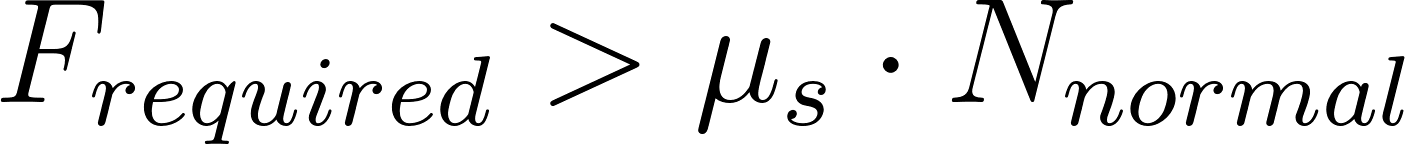 F_{required} > μ_s · N_{normal}